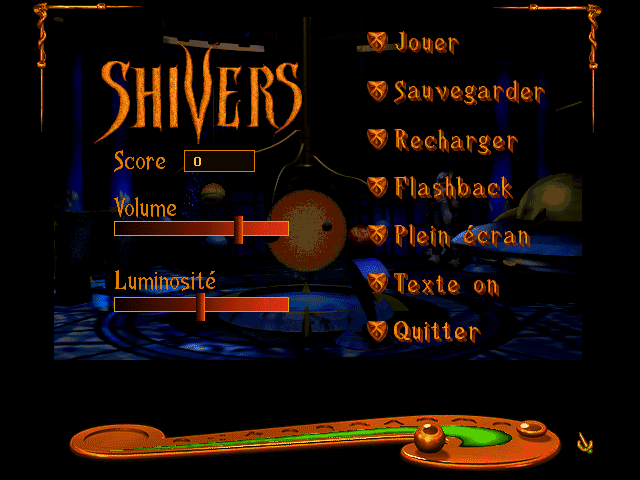 SHIVERS
Score 0
Volume
Luminosité
Jouer
Sauvegarder
Recharger
Flashback
Plein écran
Texte on
Quitter